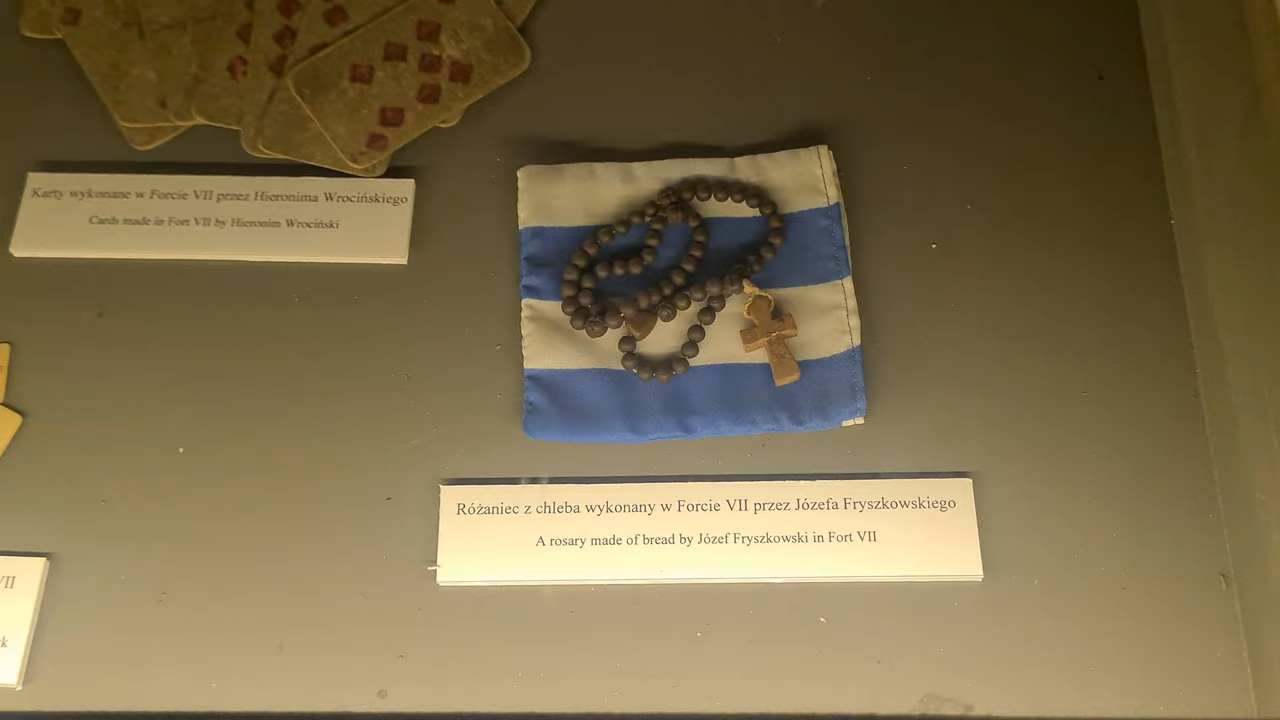 Karty wykonane w Forcie VII przez Hieronima Wrocińskiego
Cards made in Fort VII by Hieronim Wrociński
Różaniec z chleba wykonany w Forcie VII przez Józefa Fryszkowskiego
A rosary made of bread by Józef Fryszkowski in Fort VII
VII